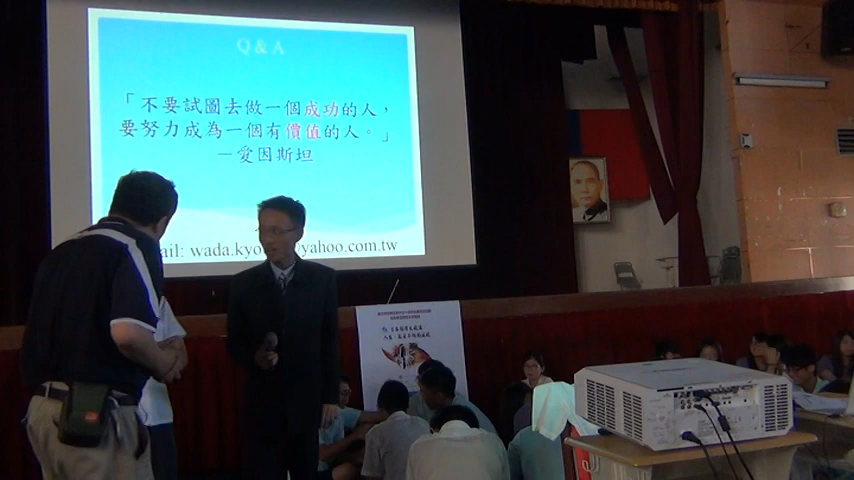 Q & A
「不要試圖去做一個成功的人，
要努力成為一個有價值的人。」
－愛因斯坦
ail: wada.kyo yahoo.com.tw